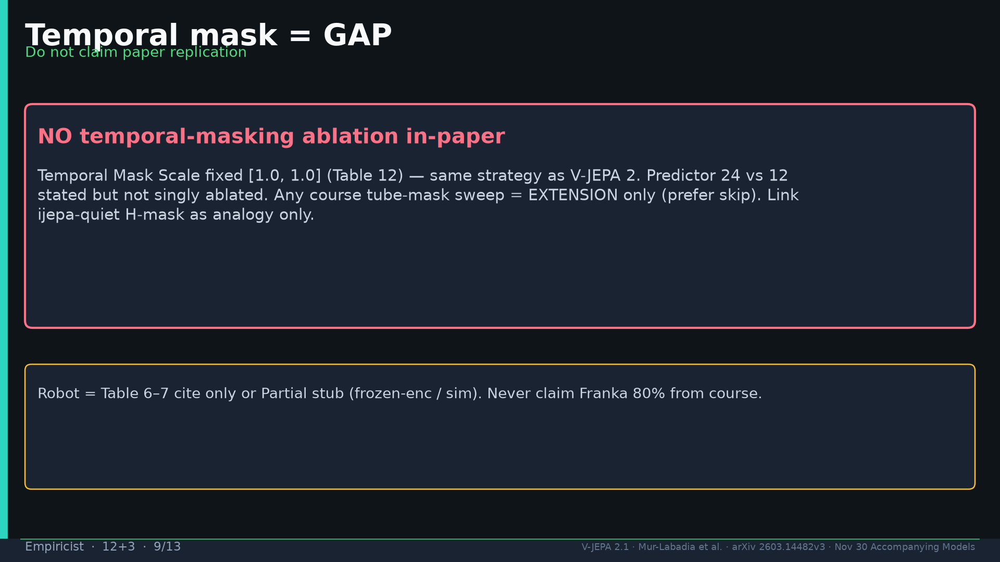 Temporal mask = GAP
Do not claim paper replication
NO temporal-masking ablation in-paper
Temporal Mask Scale fixed [1.0, 1.0] (Table 12) — same strategy as V-JEPA 2. Predictor 24 vs 12
stated but not singly ablated. Any course tube-mask sweep = EXTENSION only (prefer skip). Link
ijepa-quiet H-mask as analogy only.
Robot = Table 6–7 cite only or Partial stub (frozen-enc / sim). Never claim Franka 80% from course.
Empiricist · 12+3 · 9/13
V-JEPA 2.1 · Mur-Labadia et al. · arXiv 2603.14482v3 · Nov 30 Accompanying Models